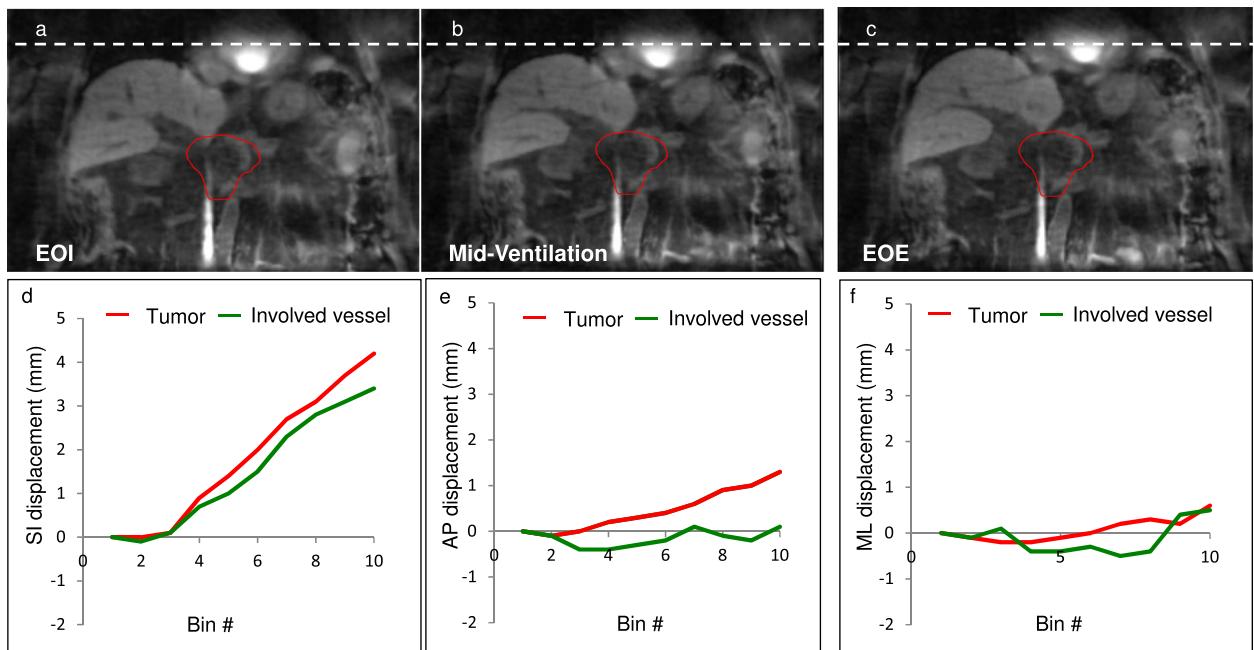 a
b
c
EOI
Mid-Ventilation
EOE
d
Tumor
Involved vessel
SI displacement (mm)
5
4
3
2
1
0
-1
-2
0
2
4
6
8
10
Bin #
e
Tumor
Involved vessel
AP displacement (mm)
5
4
3
2
1
0
-1
-2
0
2
4
6
8
10
Bin #
f
Tumor
Involved vessel
ML displacement (mm)
5
4
3
2
1
0
-1
-2
0
5
10
Bin #